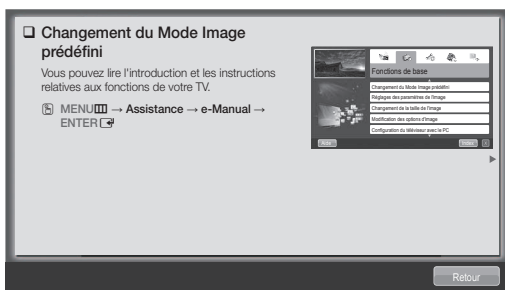 ❑ Changement du Mode Image
prédéfini
Vous pouvez lire l'introduction et les instructions
relatives aux fonctions de votre TV.
MENU → Assistance → e-Manual →
ENTER
Fonctions de base
Changement du Mode Image prédéfini
Réglages des paramètres de l'image
Changement de la taille de l'image
Modification des options d'image
Configuration du téléviseur avec le PC
Aide
Index
Retour